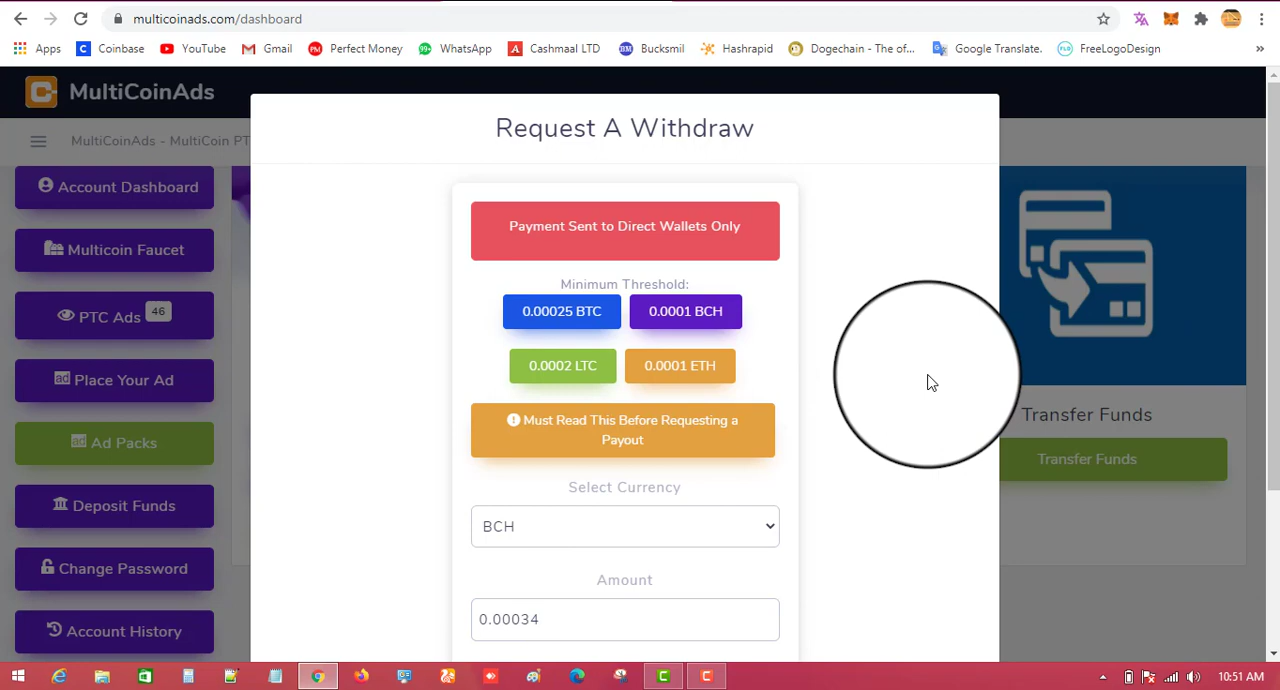 multicoinads.com/dashboard
Apps
Coinbase
YouTube
Gmail
Perfect Money
WhatsApp
Cashmaal LTD
Bucksmil
Hashrapid
Dogechain - The of...
Google Translate.
FreeLogoDesign
»
MultiCoinAds
MultiCoinAds - MultiCoin PT
Account Dashboard
Multicoin Faucet
PTC Ads 46
Place Your Ad
Ad Packs
Deposit Funds
Change Password
Account History
Request A Withdraw
Payment Sent to Direct Wallets Only
Minimum Threshold:
0.00025 BTC 0.0001 BCH
0.0002 LTC 0.0001 ETH
Must Read This Before Requesting a
Payout
Select Currency
BCH
Amount
0.00034
Transfer Funds
Transfer Funds
10:51 AM